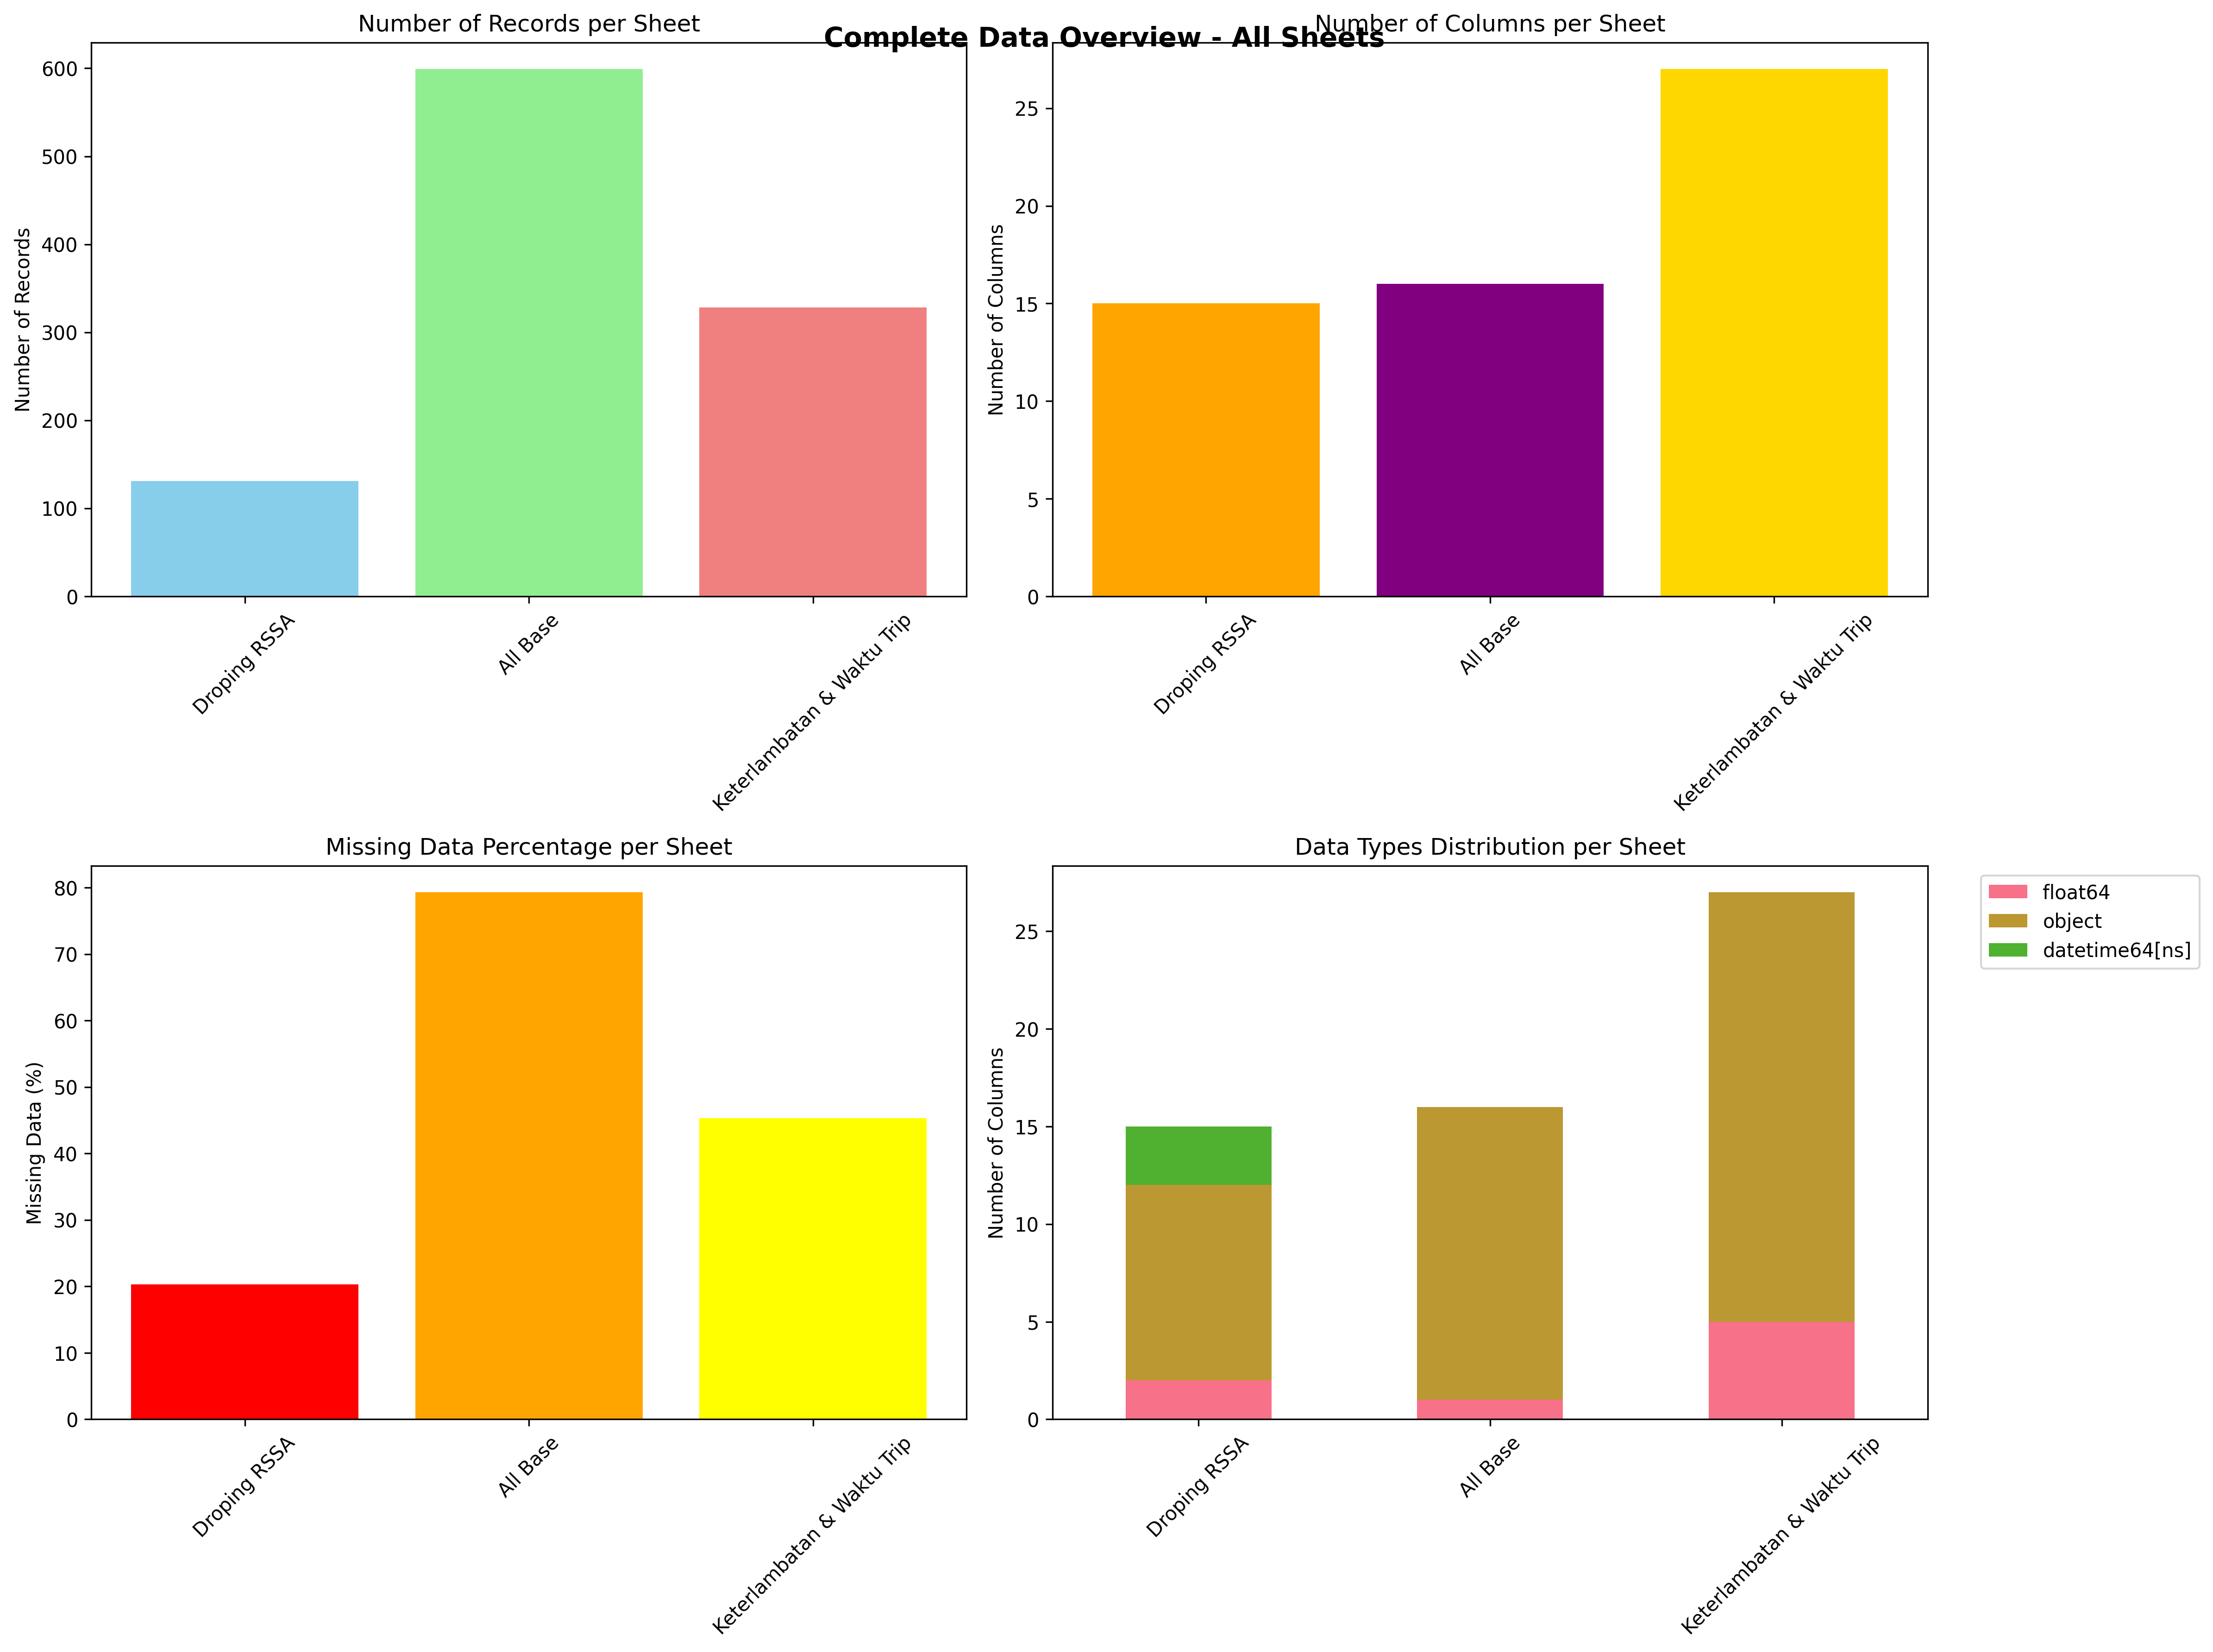 Complete Data Overview - All Sheets
Number of Records per Sheet
Number of Records
600
500
400
300
200
100
0
Droping RSSA
All Base
Keterlambatan & Waktu Trip
Number of Columns per Sheet
Number of Columns
25
20
15
10
5
0
Droping RSSA
All Base
Keterlambatan & Waktu Trip
Missing Data Percentage per Sheet
Missing Data (%)
80
70
60
50
40
30
20
10
0
Droping RSSA
All Base
Keterlambatan & Waktu Trip
Data Types Distribution per Sheet
Number of Columns
25
20
15
10
5
0
Droping RSSA
All Base
Keterlambatan & Waktu Trip
float64
object
datetime64[ns]